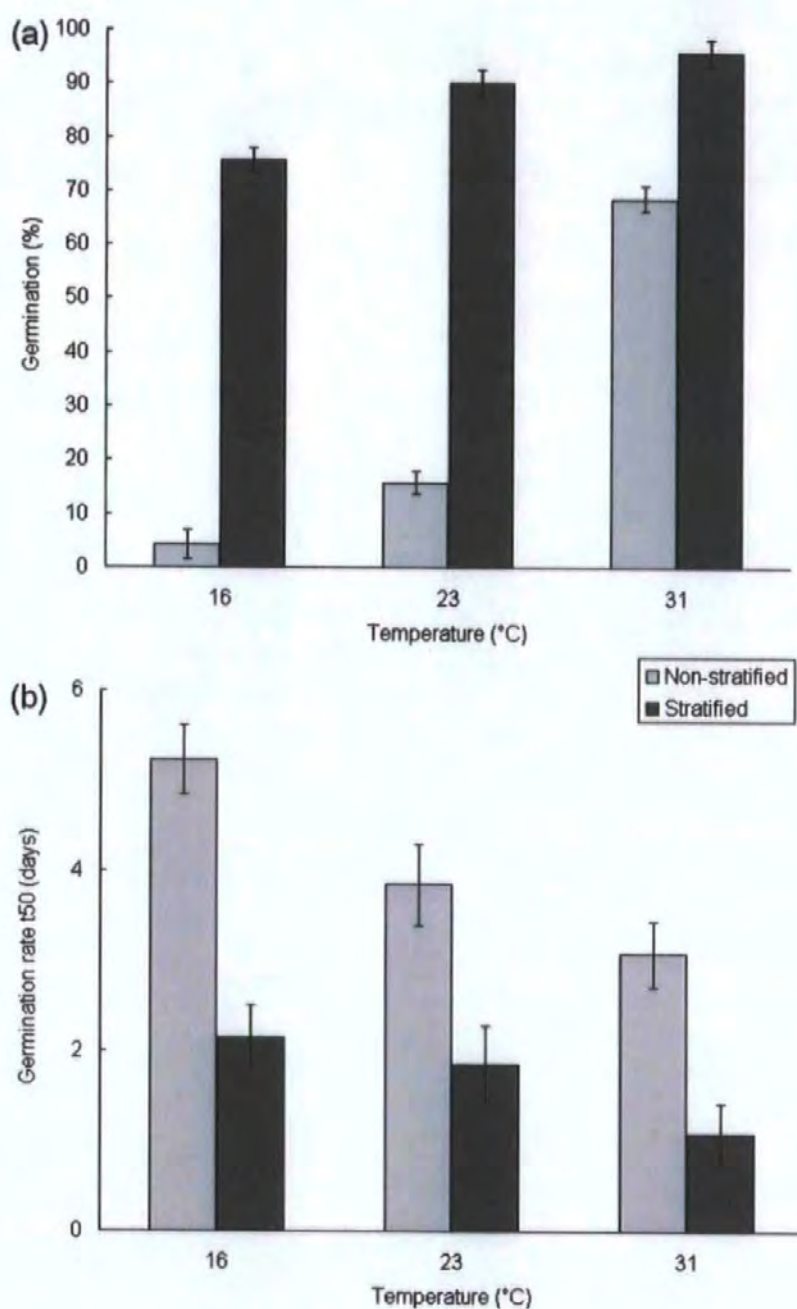 (a)
100
90
80
70
60
50
40
30
20
10
0
Germination (%)
16 23 31
Temperature (°C)
Non-stratified
Stratified
(b)
6
4
2
0
Germination rate t50 (days)
16 23 31
Temperature (°C)